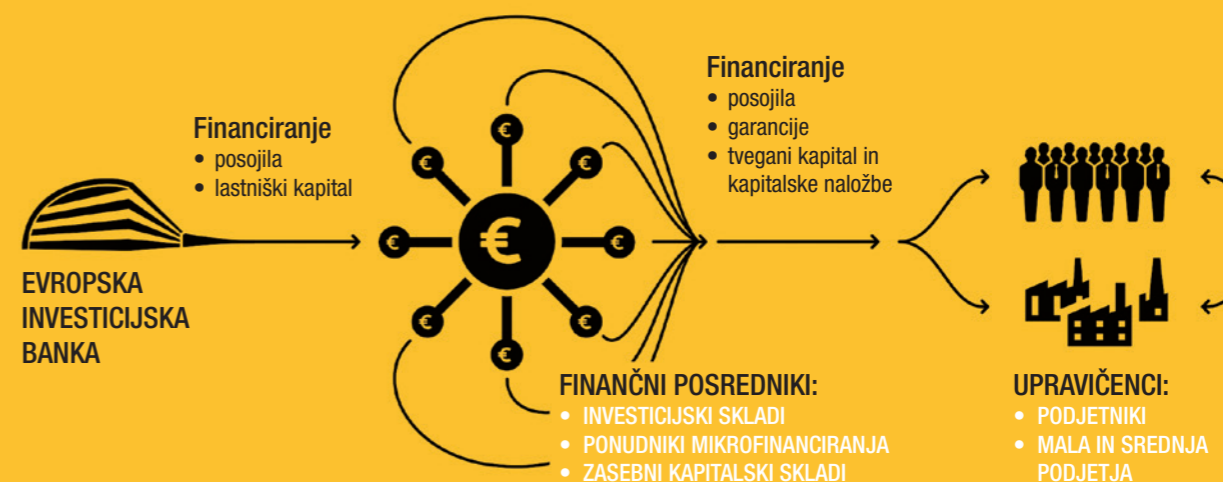 Financiranje
• posojila
• lastniški kapital
EVROPSKA
INVESTICIJSKA
BANKA
€
€
€
€
€
€
€
€
€
Financiranje
• posojila
• garancije
• tvegani kapital in
kapitalske naložbe
FINANČNI POSREDNIKI:
• INVESTICIJSKI SKLADI
• PONUDNIKI MIKROFINANCIRANJA
• ZASEBNI KAPITALSKI SKLADI
UPRAVIČENCI:
• PODJETNIKI
• MALA IN SREDNJA
PODJETJA